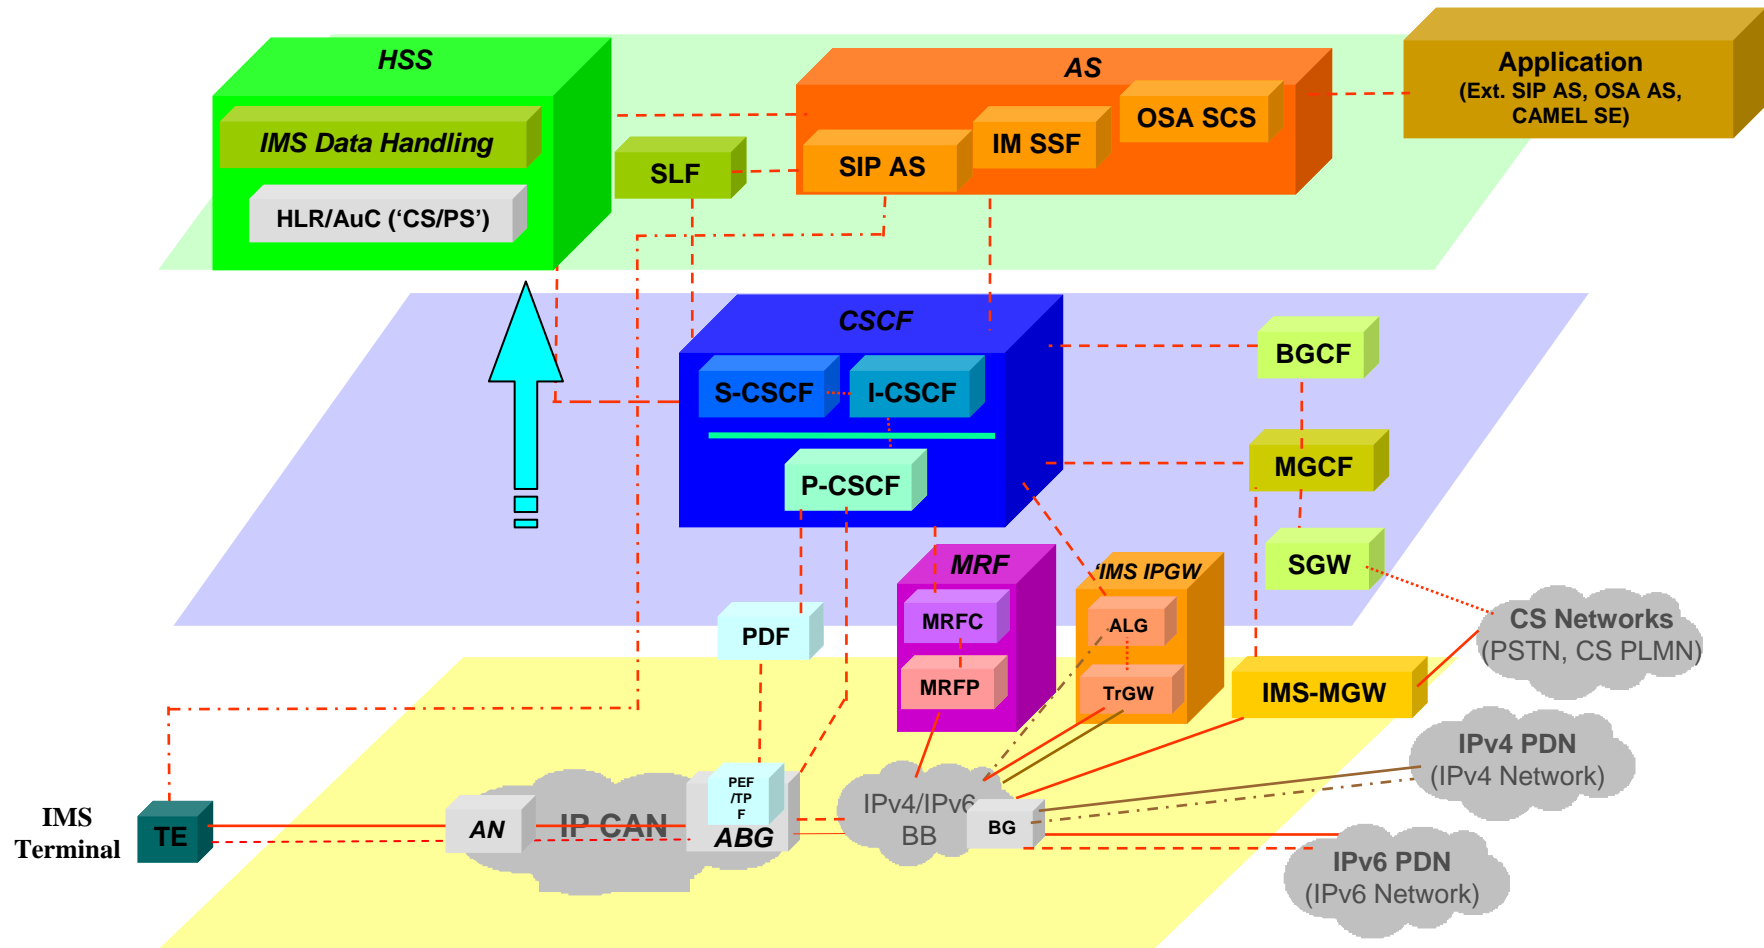 HSS
IMS Data Handling
HLR/AuC (‘CS/PS’)
SLF
AS
SIP AS
IM SSF
OSA SCS
Application
(Ext. SIP AS, OSA AS,
CAMEL SE)
CSCF
S-CSCF
I-CSCF
P-CSCF
BGCF
MGCF
SGW
MRF
MRFC
MRFP
‘IMS IPGW
ALG
TrGW
PDF
IMS-MGW
CS Networks
(PSTN, CS PLMN)
IPv4 PDN
(IPv4 Network)
IPv6 PDN
(IPv6 Network)
IMS
Terminal
TE
AN
IP CAN
PEF
/TP
F
ABG
IPv4/IPv6
BB
BG